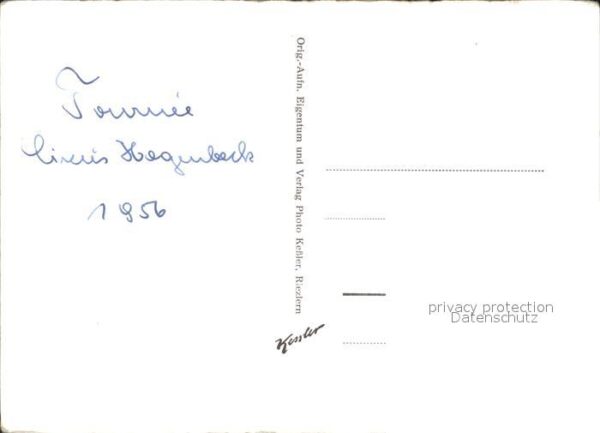 Tournée
Circus Hagenbeck
1956
Orig.-Aufn. Eigentum und Verlag Photo Keßler, Riezlern
Kessler
privacy protection
Datenschutz